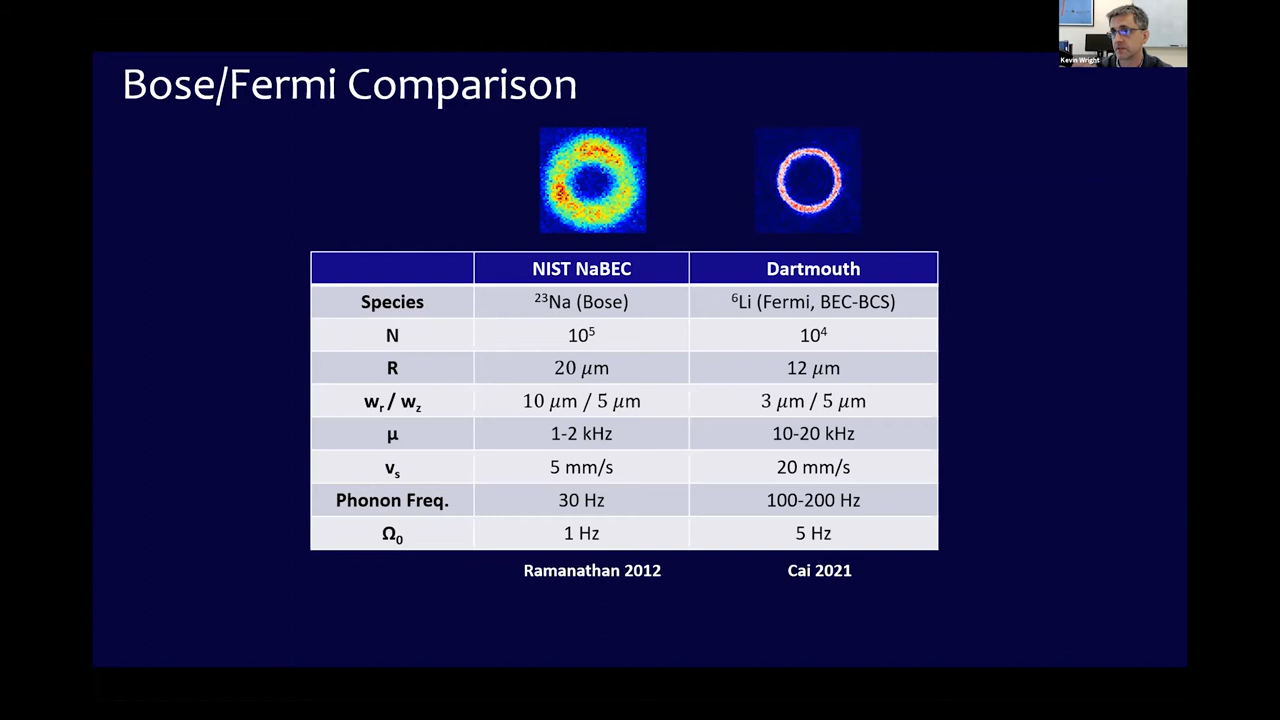 Kevin Wright
Bose/Fermi Comparison
NIST NaBEC Dartmouth
Species ²³Na (Bose) ⁶Li (Fermi, BEC-BCS)
N 10⁵ 10⁴
R 20 μm 12 μm
wᵣ / w_z 10 μm / 5 μm 3 μm / 5 μm
μ 1-2 kHz 10-20 kHz
vₛ 5 mm/s 20 mm/s
Phonon Freq. 30 Hz 100-200 Hz
Ω₀ 1 Hz 5 Hz
Ramanathan 2012 Cai 2021